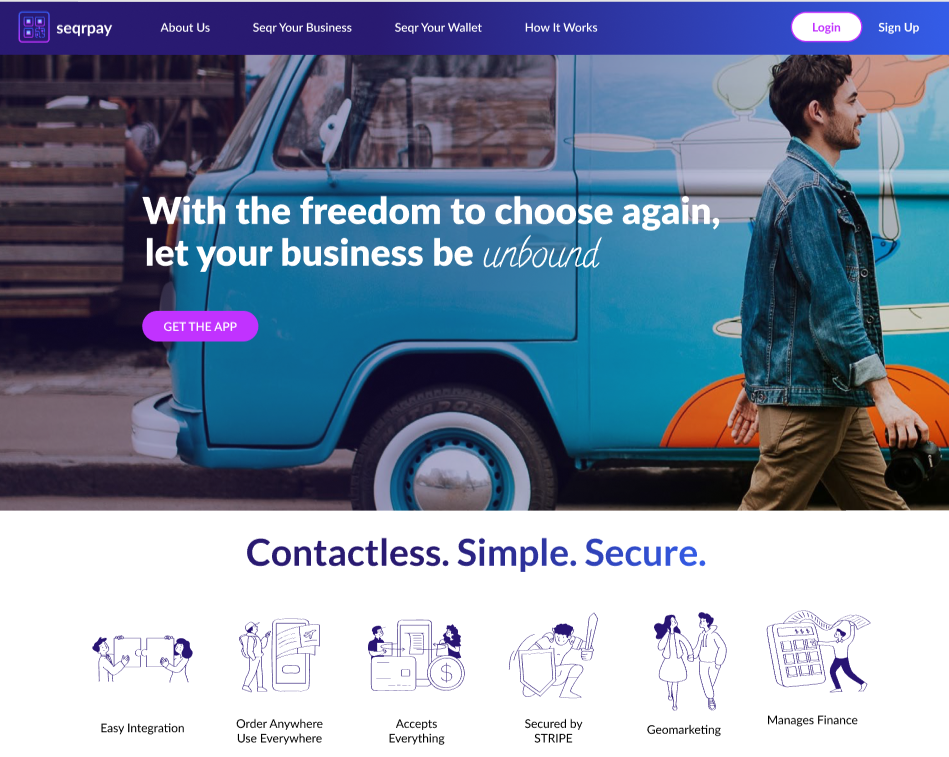 seqrpay
About Us
Seqr Your Business
Seqr Your Wallet
How It Works
Login
Sign Up
With the freedom to choose again,
let your business be unbound
GET THE APP
Contactless. Simple. Secure.
Easy Integration
Order Anywhere
Use Everywhere
Accepts
Everything
Secured by
STRIPE
Geomarketing
Manages Finance